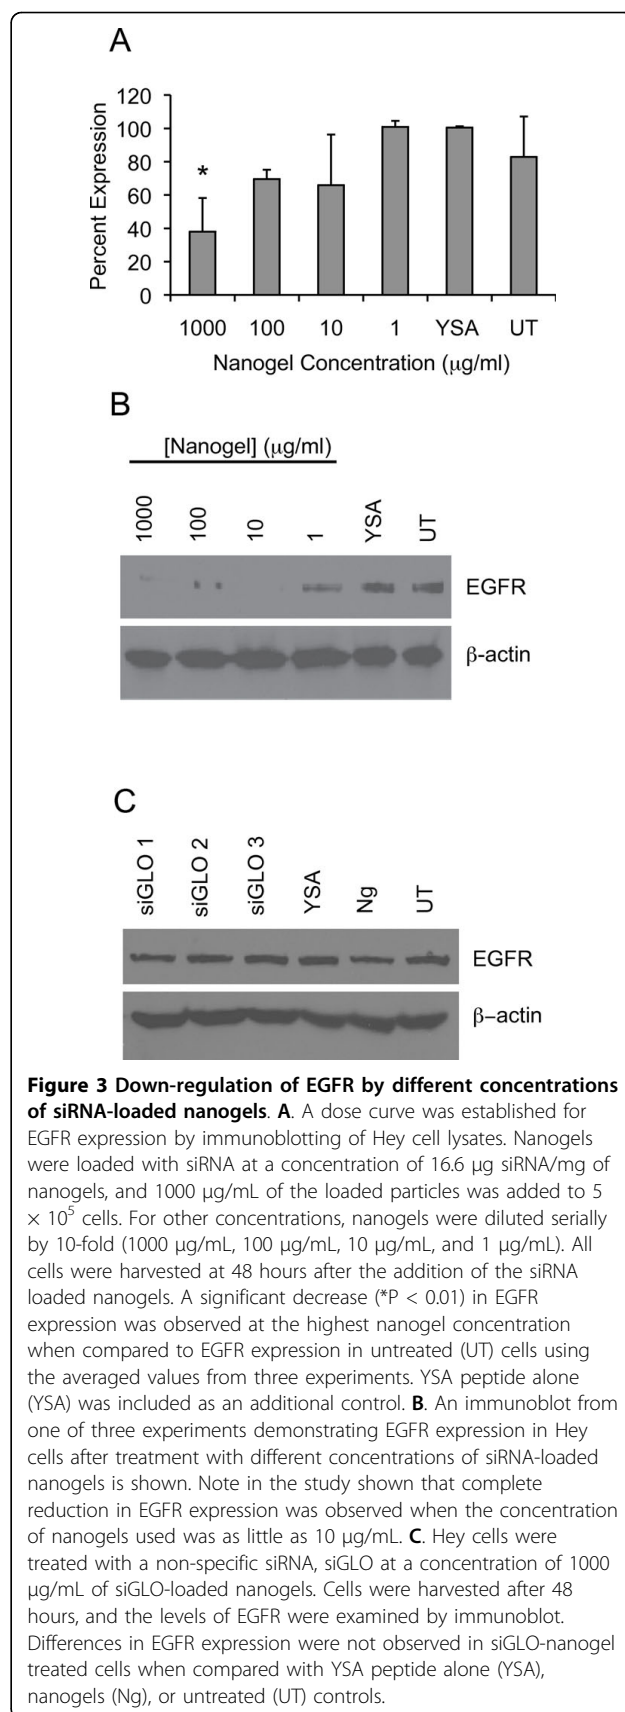 A
120
100
80
60
40
20
0
Percent Expression
*
1000 100 10 1 YSA UT
Nanogel Concentration (μg/ml)
B
[Nanogel] (μg/ml)
1000 100 10 1 YSA UT
EGFR
β-actin
C
siGLO 1 siGLO 2 siGLO 3 YSA Ng UT
EGFR
β–actin
Figure 3 Down-regulation of EGFR by different concentrations
of siRNA-loaded nanogels. A. A dose curve was established for
EGFR expression by immunoblotting of Hey cell lysates. Nanogels
were loaded with siRNA at a concentration of 16.6 μg siRNA/mg of
nanogels, and 1000 μg/mL of the loaded particles was added to 5
× 10⁵ cells. For other concentrations, nanogels were diluted serially
by 10-fold (1000 μg/mL, 100 μg/mL, 10 μg/mL, and 1 μg/mL). All
cells were harvested at 48 hours after the addition of the siRNA
loaded nanogels. A significant decrease (*P < 0.01) in EGFR
expression was observed at the highest nanogel concentration
when compared to EGFR expression in untreated (UT) cells using
the averaged values from three experiments. YSA peptide alone
(YSA) was included as an additional control. B. An immunoblot from
one of three experiments demonstrating EGFR expression in Hey
cells after treatment with different concentrations of siRNA-loaded
nanogels is shown. Note in the study shown that complete
reduction in EGFR expression was observed when the concentration
of nanogels used was as little as 10 μg/mL. C. Hey cells were
treated with a non-specific siRNA, siGLO at a concentration of 1000
μg/mL of siGLO-loaded nanogels. Cells were harvested after 48
hours, and the levels of EGFR were examined by immunoblot.
Differences in EGFR expression were not observed in siGLO-nanogel
treated cells when compared with YSA peptide alone (YSA),
nanogels (Ng), or untreated (UT) controls.